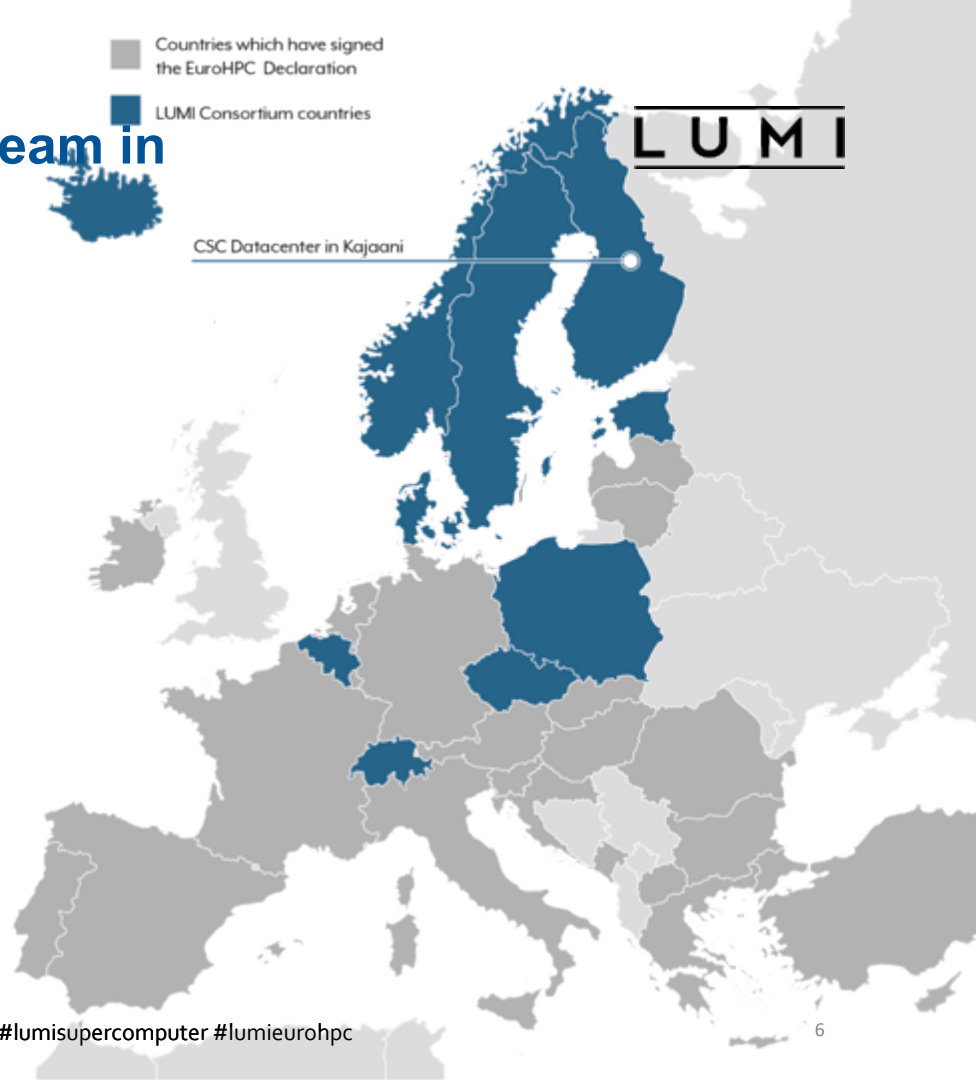 Countries which have signed
the EuroHPC Declaration
LUMI Consortium countries
eam in
LUMI
CSC Datacenter in Kajaani
#lumisupercomputer #lumieurohpc
6